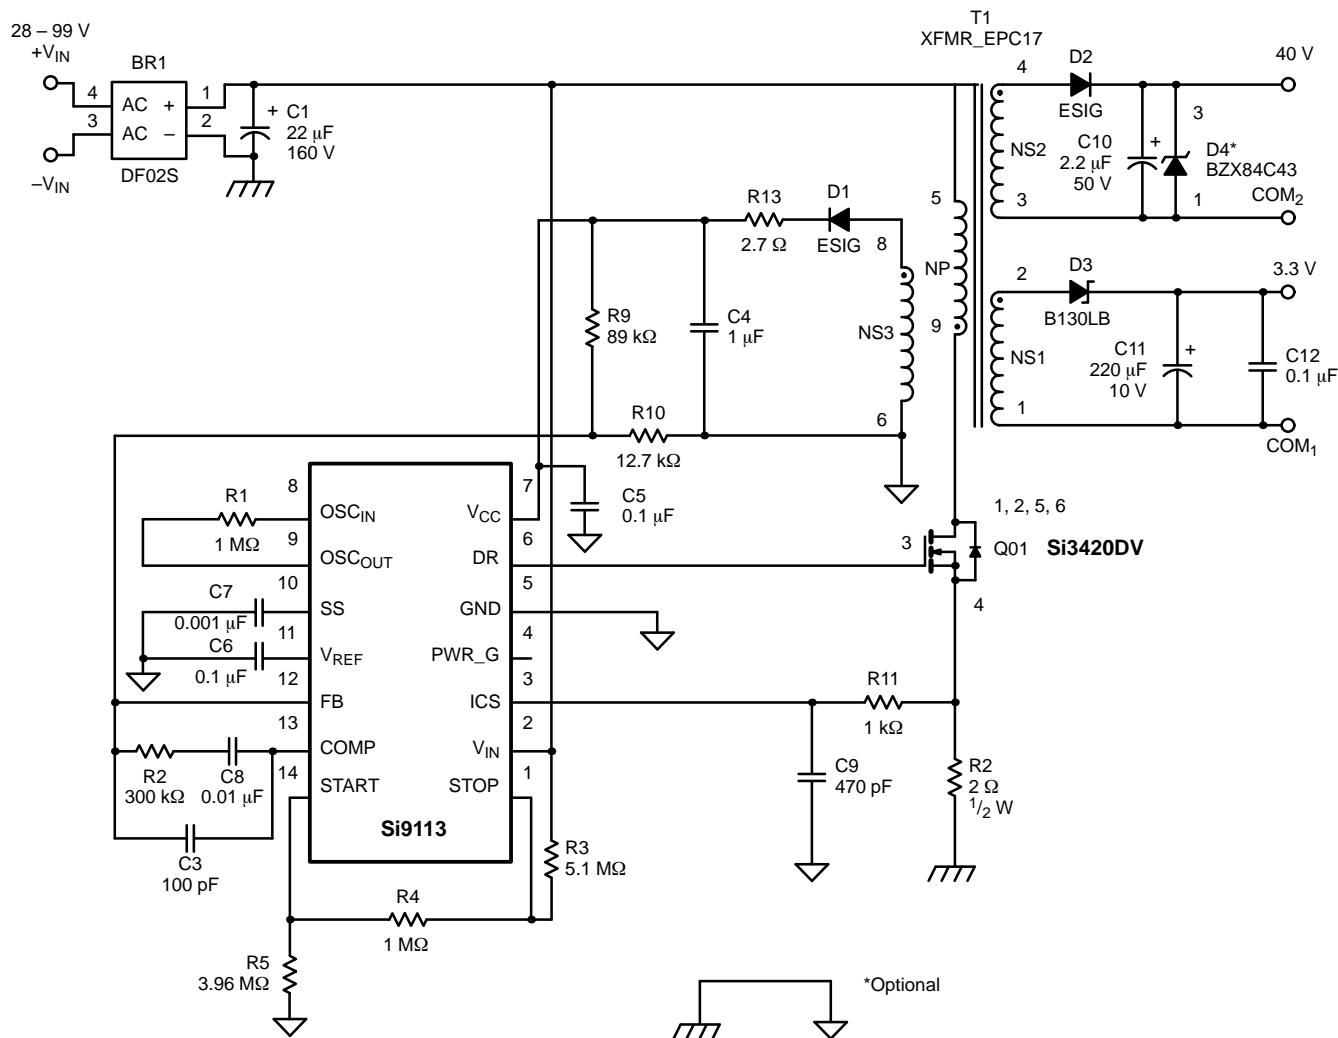 T1
XFMR_EPC17
28 – 99 V
+VIN
BR1
4 AC + 1
3 AC – 2
–VIN
DF02S
+ C1
22 µF
160 V
4 D2
ESIG
40 V
NS2
C10 +
2.2 µF
50 V
3
D4*
BZX84C43
1
3
COM2
R13
2.7 Ω
D1
ESIG
8
5
NP
9
NS3
6
2 D3
B130LB
3.3 V
NS1
C11 +
220 µF
10 V
C12
0.1 µF
1
COM1
R9
89 kΩ
C4
1 µF
R10
12.7 kΩ
C5
0.1 µF
R1
1 MΩ
8 OSCIN
9 OSCOUT
10 SS
11 VREF
12 FB
13 COMP
14 START
7 VCC
6 DR
5 GND
4 PWR_G
3 ICS
2 VIN
1 STOP
Si9113
C7
0.001 µF
C6
0.1 µF
R2
300 kΩ
C8
0.01 µF
C3
100 pF
1, 2, 5, 6
3
Q01 Si3420DV
4
R11
1 kΩ
C9
470 pF
R2
2 Ω
1/2 W
R3
5.1 MΩ
R4
1 MΩ
R5
3.96 MΩ
*Optional